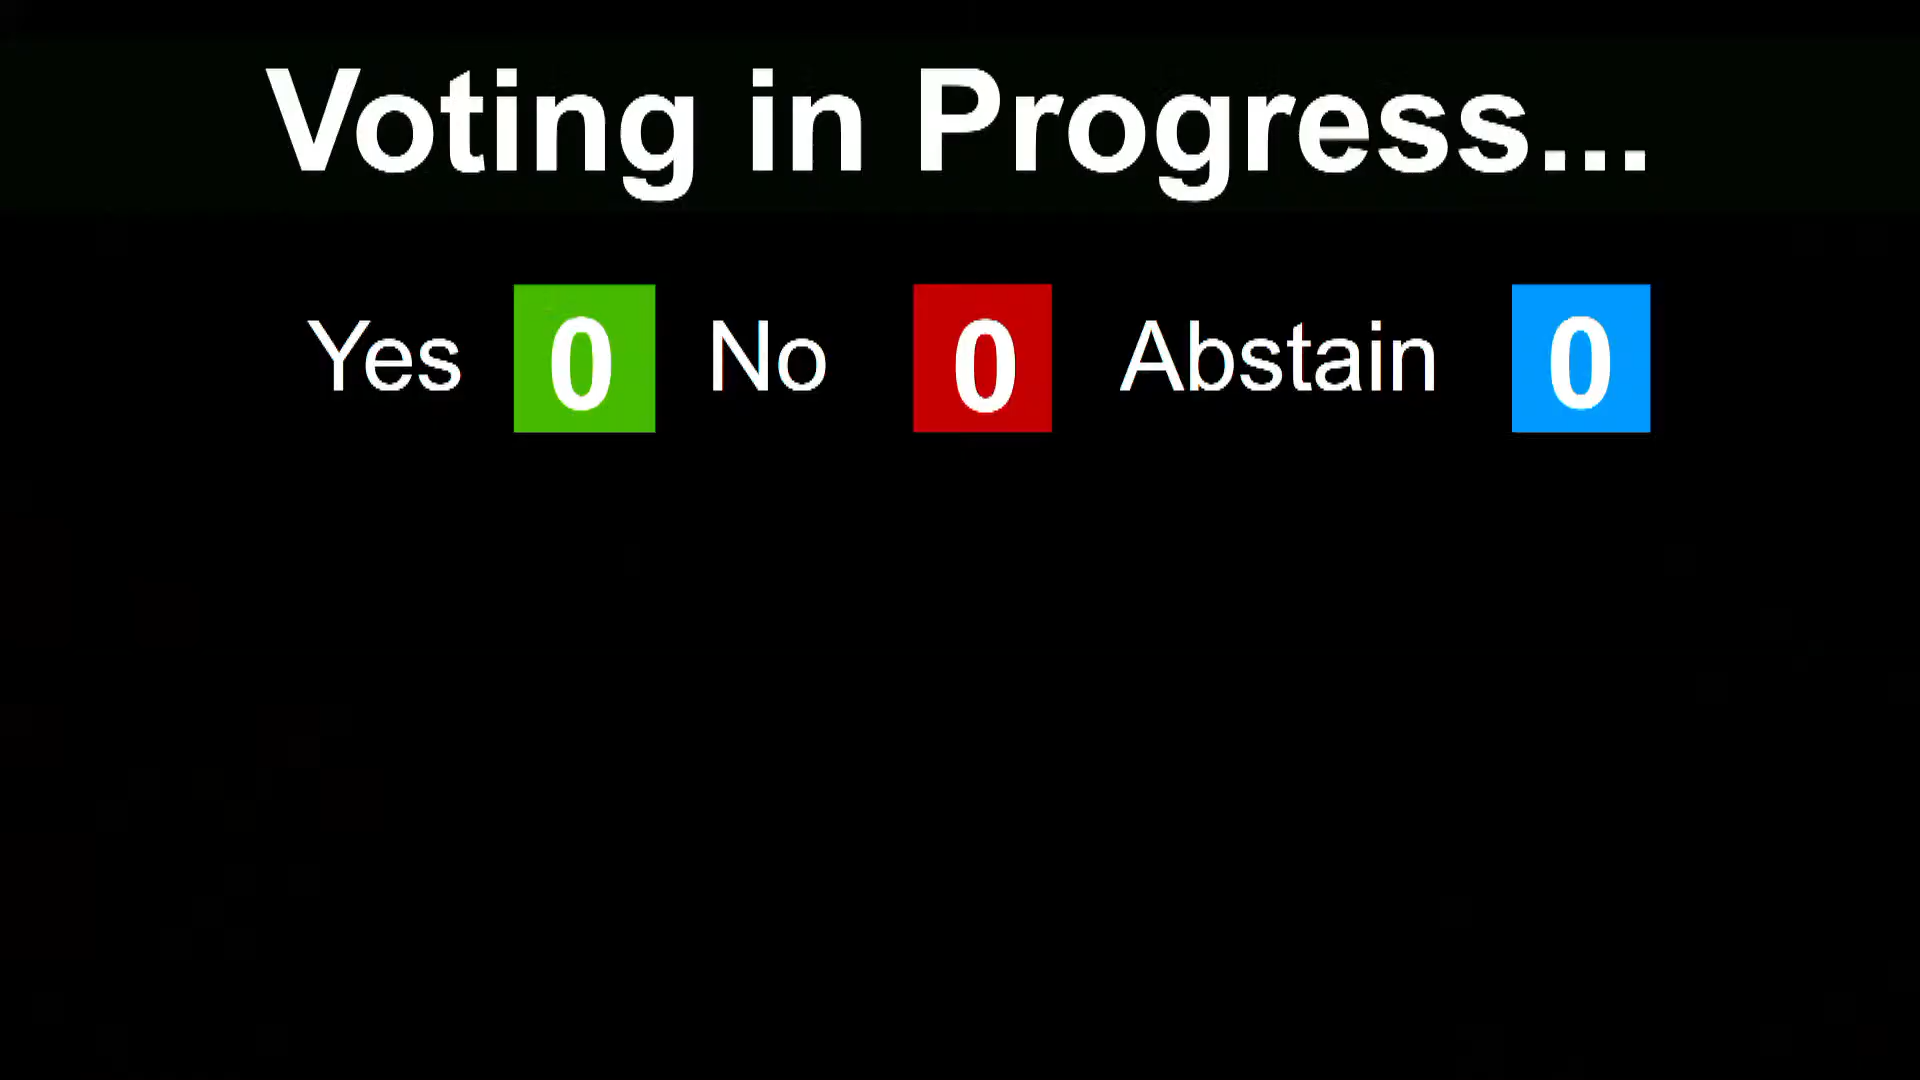 Voting in Progress...
Yes 0 No 0 Abstain 0